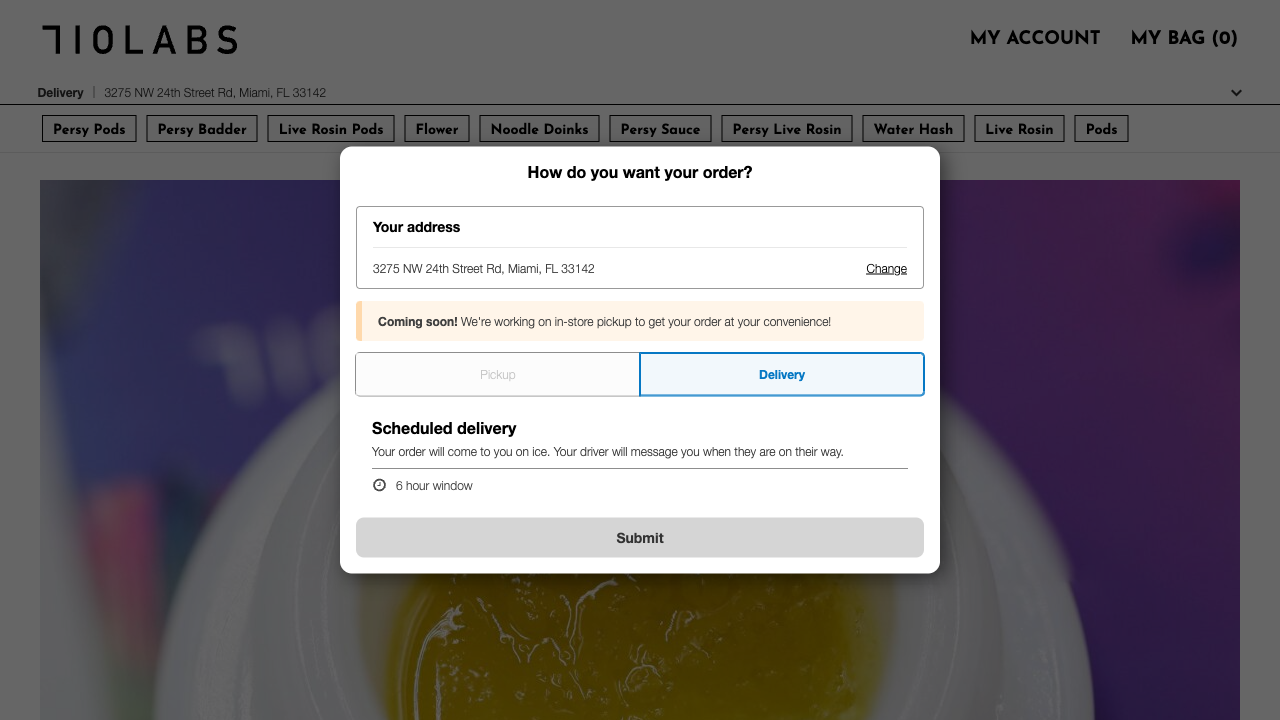 710LABS
MY ACCOUNT
MY BAG (0)
Delivery | 3275 NW 24th Street Rd, Miami, FL 33142
Persy Pods
Persy Badder
Live Rosin Pods
Flower
Noodle Doinks
Persy Sauce
Persy Live Rosin
Water Hash
Live Rosin
Pods
How do you want your order?
Your address
3275 NW 24th Street Rd, Miami, FL 33142
Change
Coming soon! We're working on in-store pickup to get your order at your convenience!
Pickup
Delivery
Scheduled delivery
Your order will come to you on ice. Your driver will message you when they are on their way.
6 hour window
Submit